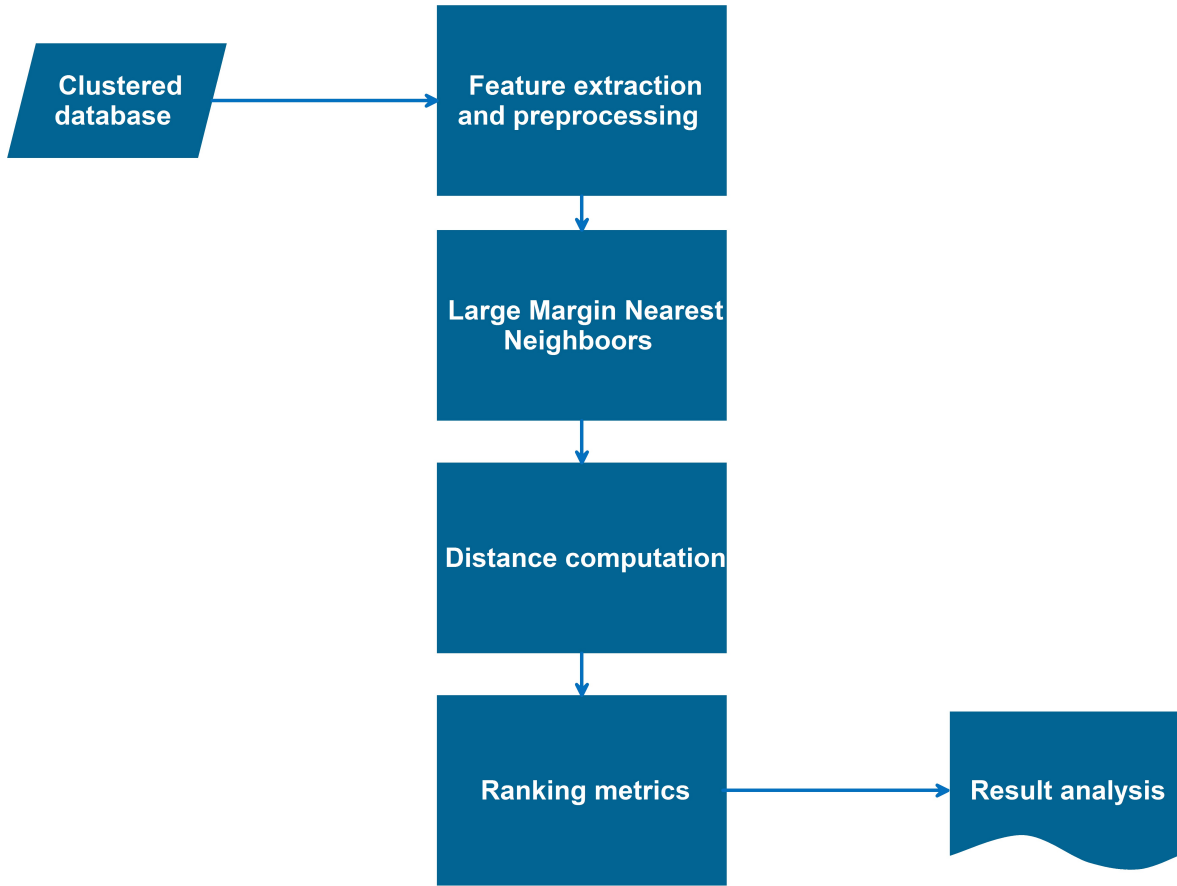 Clustered
database
Feature extraction
and preprocessing
Large Margin Nearest
Neighboors
Distance computation
Ranking metrics
Result analysis